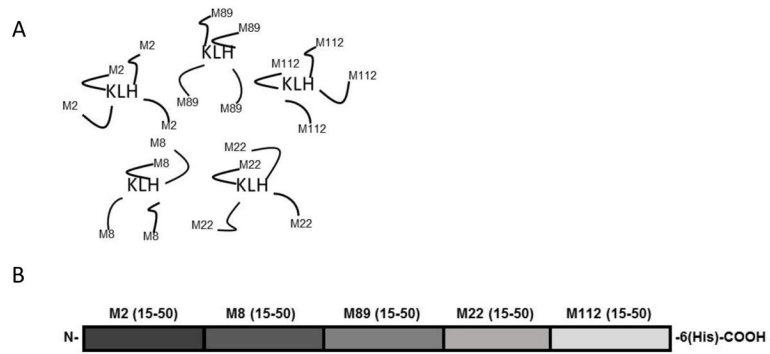 A
M89
M89
KLH
M89
M89
M2
M2
KLH
M2
M2
M112
M112
KLH
M112
M112
M8
M8
KLH
M8
M8
M22
M22
KLH
M22
M22
B
M2 (15-50) M8 (15-50) M89 (15-50) M22 (15-50) M112 (15-50)
N- -6(His)-COOH